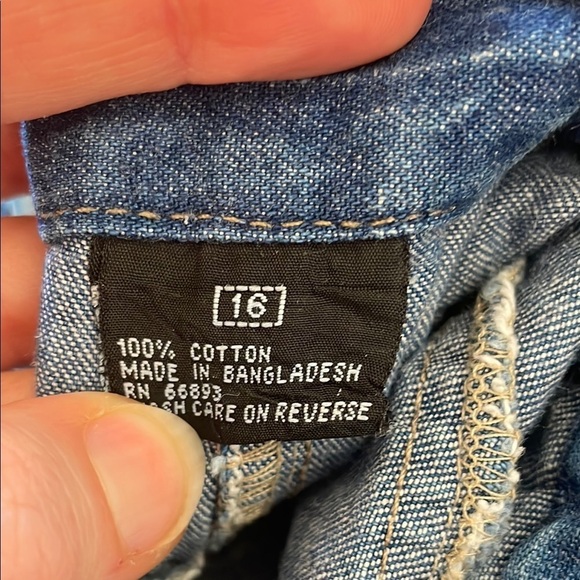 16
100% COTTON
MADE IN BANGLADESH
RN 66893
CARE ON REVERSE